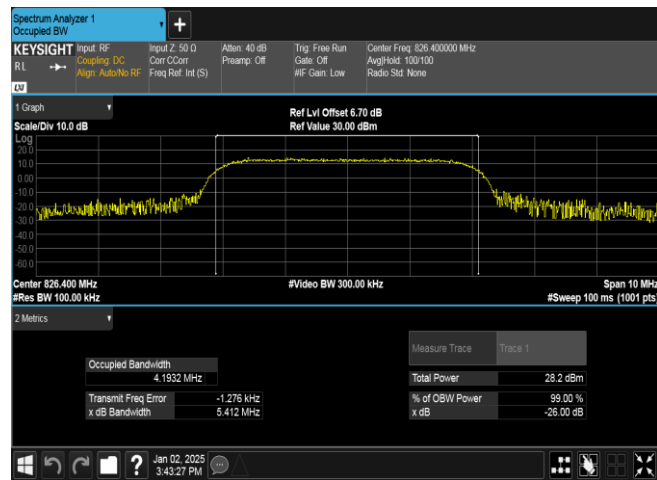 Spectrum Analyzer 1
Occupied BW
KEYSIGHT Input: RF Input Z: 50 Ω Atten: 40 dB Trig: Free Run Center Freq: 826.400000 MHz
RL Coupling: DC Corr CCorr Preamp: Off Gate: Off Avg|Hold: 100/100
Align: Auto/No RF Freq Ref: Int (S) #IF Gain: Low Radio Std: None
LXI
1 Graph
Ref Lvl Offset 6.70 dB
Scale/Div 10.0 dB Ref Value 30.00 dBm
Log
20.0
10.0
0.00
-10.0
-20.0
-30.0
-40.0
-50.0
-60.0
Center 826.400 MHz #Video BW 300.00 kHz Span 10 MHz
#Res BW 100.00 kHz #Sweep 100 ms (1001 pts)
2 Metrics
Measure Trace Trace 1
Occupied Bandwidth
4.1932 MHz Total Power 28.2 dBm
Transmit Freq Error -1.276 kHz % of OBW Power 99.00 %
x dB Bandwidth 5.412 MHz x dB -26.00 dB
Jan 02, 2025
3:43:27 PM